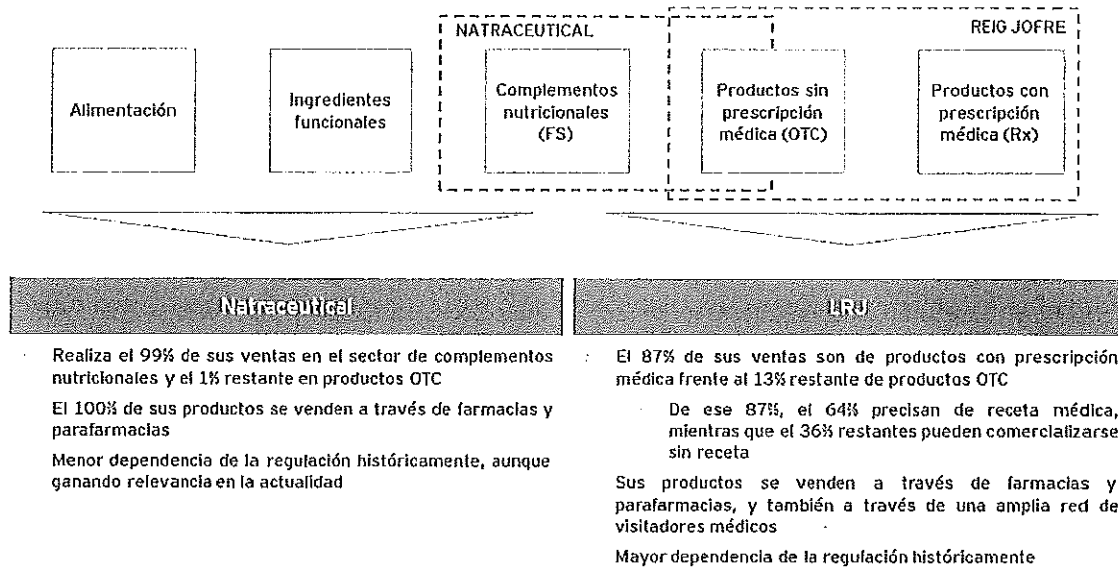 NATRACEUTICAL
REIG JOFRE
Alimentación
Ingredientes
funcionales
Complementos
nutricionales
(FS)
Productos sin
prescripción
médica (OTC)
Productos con
prescripción
médica (Rx)
Natraceutical
Realiza el 99% de sus ventas en el sector de complementos
nutricionales y el 1% restante en productos OTC
El 100% de sus productos se venden a través de farmacias y
parafarmacias
Menor dependencia de la regulación históricamente, aunque
ganando relevancia en la actualidad
LRJ
El 87% de sus ventas son de productos con prescripción
médica frente al 13% restante de productos OTC
De ese 87%, el 64% precisan de receta médica,
mientras que el 36% restantes pueden comercializarse
sin receta
Sus productos se venden a través de farmacias y
parafarmacias, y también a través de una amplia red de
visitadores médicos
Mayor dependencia de la regulación históricamente